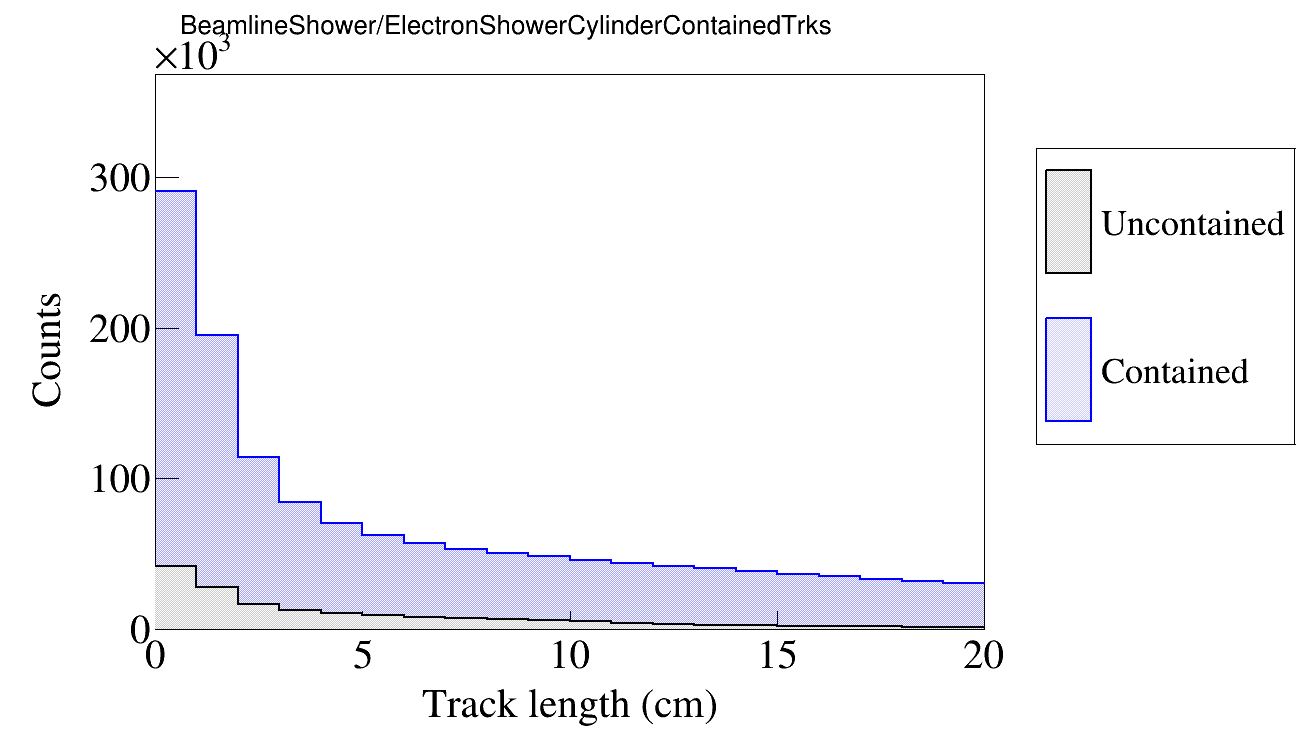 BeamlineShower/ElectronShowerCylinderContainedTrks
×10³
300
200
100
0
Counts
0 5 10 15 20
Track length (cm)
Uncontained
Contained